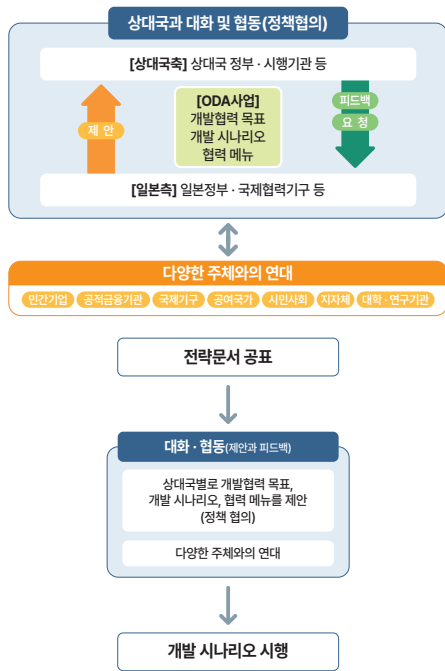 상대국과 대화 및 협동(정책협의)
[상대국측] 상대국 정부 · 시행기관 등
제 안
[ODA사업]
개발협력 목표
개발 시나리오
협력 메뉴
피드백
요 청
[일본측] 일본정부 · 국제협력기구 등
다양한 주체와의 연대
민간기업 공적금융기관 국제기구 공여국가 시민사회 지자체 대학 · 연구기관
전략문서 공표
대화 · 협동(제안과 피드백)
상대국별로 개발협력 목표,
개발 시나리오, 협력 메뉴를 제안
(정책 협의)
다양한 주체와의 연대
개발 시나리오 시행